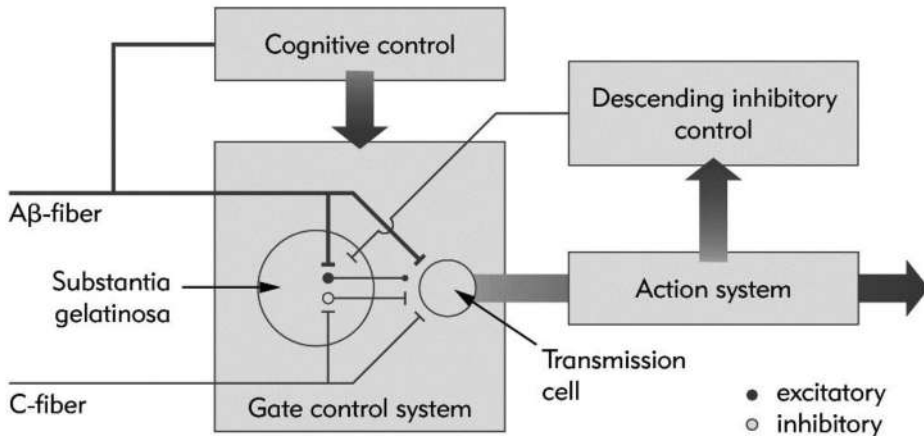 Cognitive control
Descending inhibitory
control
Aβ-fiber
Substantia
gelatinosa
Action system
Transmission
cell
C-fiber
Gate control system
excitatory
inhibitory